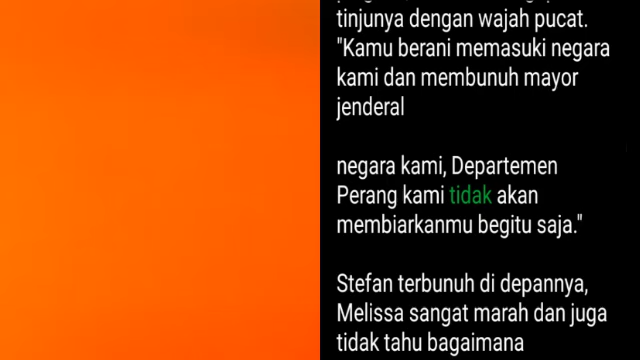 tinjunya dengan wajah pucat.
"Kamu berani memasuki negara
kami dan membunuh mayor
jenderal
negara kami, Departemen
Perang kami tidak akan
membiarkanmu begitu saja."
Stefan terbunuh di depannya,
Melissa sangat marah dan juga
tidak tahu bagaimana